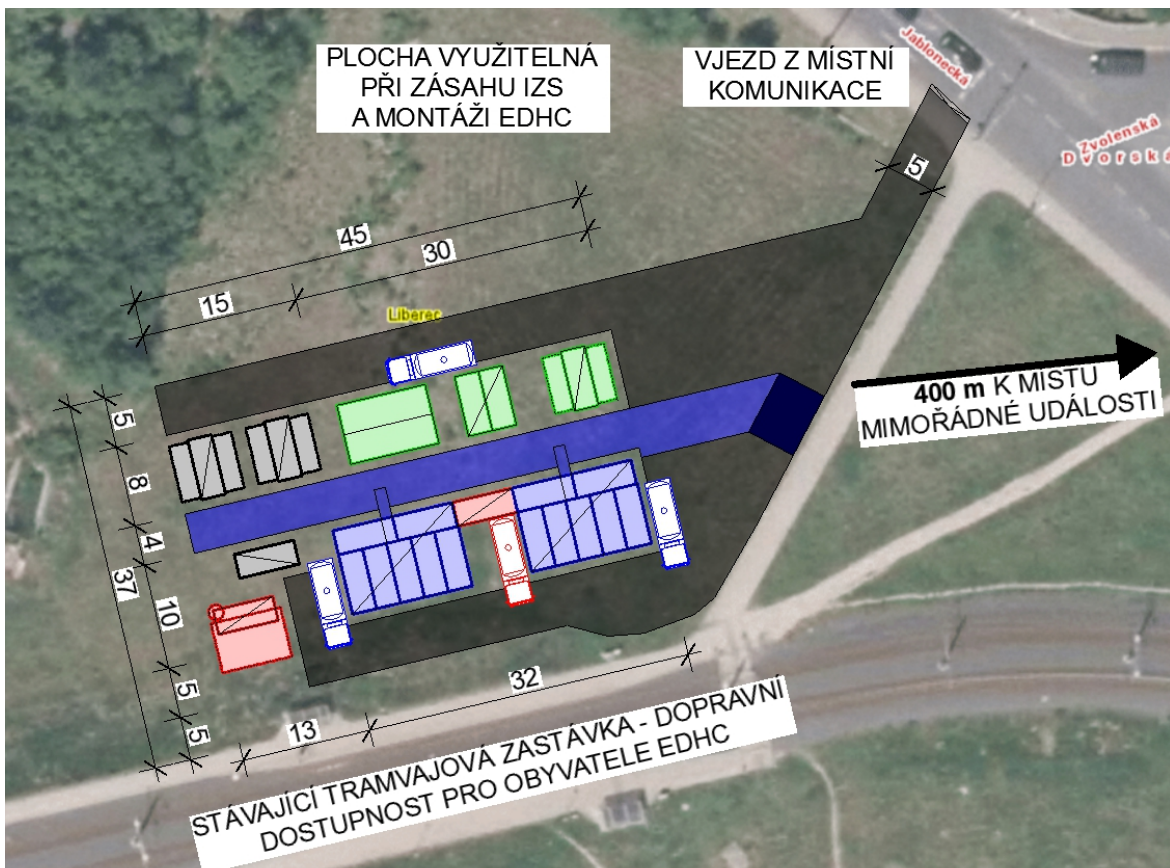 PLOCHA VYUŽITELNÁ
PŘI ZÁSAHU IZS
A MONTÁŽI EDHC
VJEZD Z MÍSTNÍ
KOMUNIKACE
Jablonecká
Zvolenská
Dvorská
5
45
30
15
Liberec
400 m K MÍSTU
MIMOŘÁDNÉ UDÁLOSTI
5
8
4
37
10
5
5
13
32
STÁVAJÍCÍ TRAMVAJOVÁ ZASTÁVKA - DOPRAVNÍ
DOSTUPNOST PRO OBYVATELE EDHC